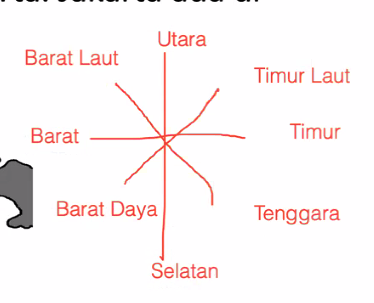 Utara
Barat Laut
Timur Laut
Barat
Timur
Barat Daya
Tenggara
Selatan